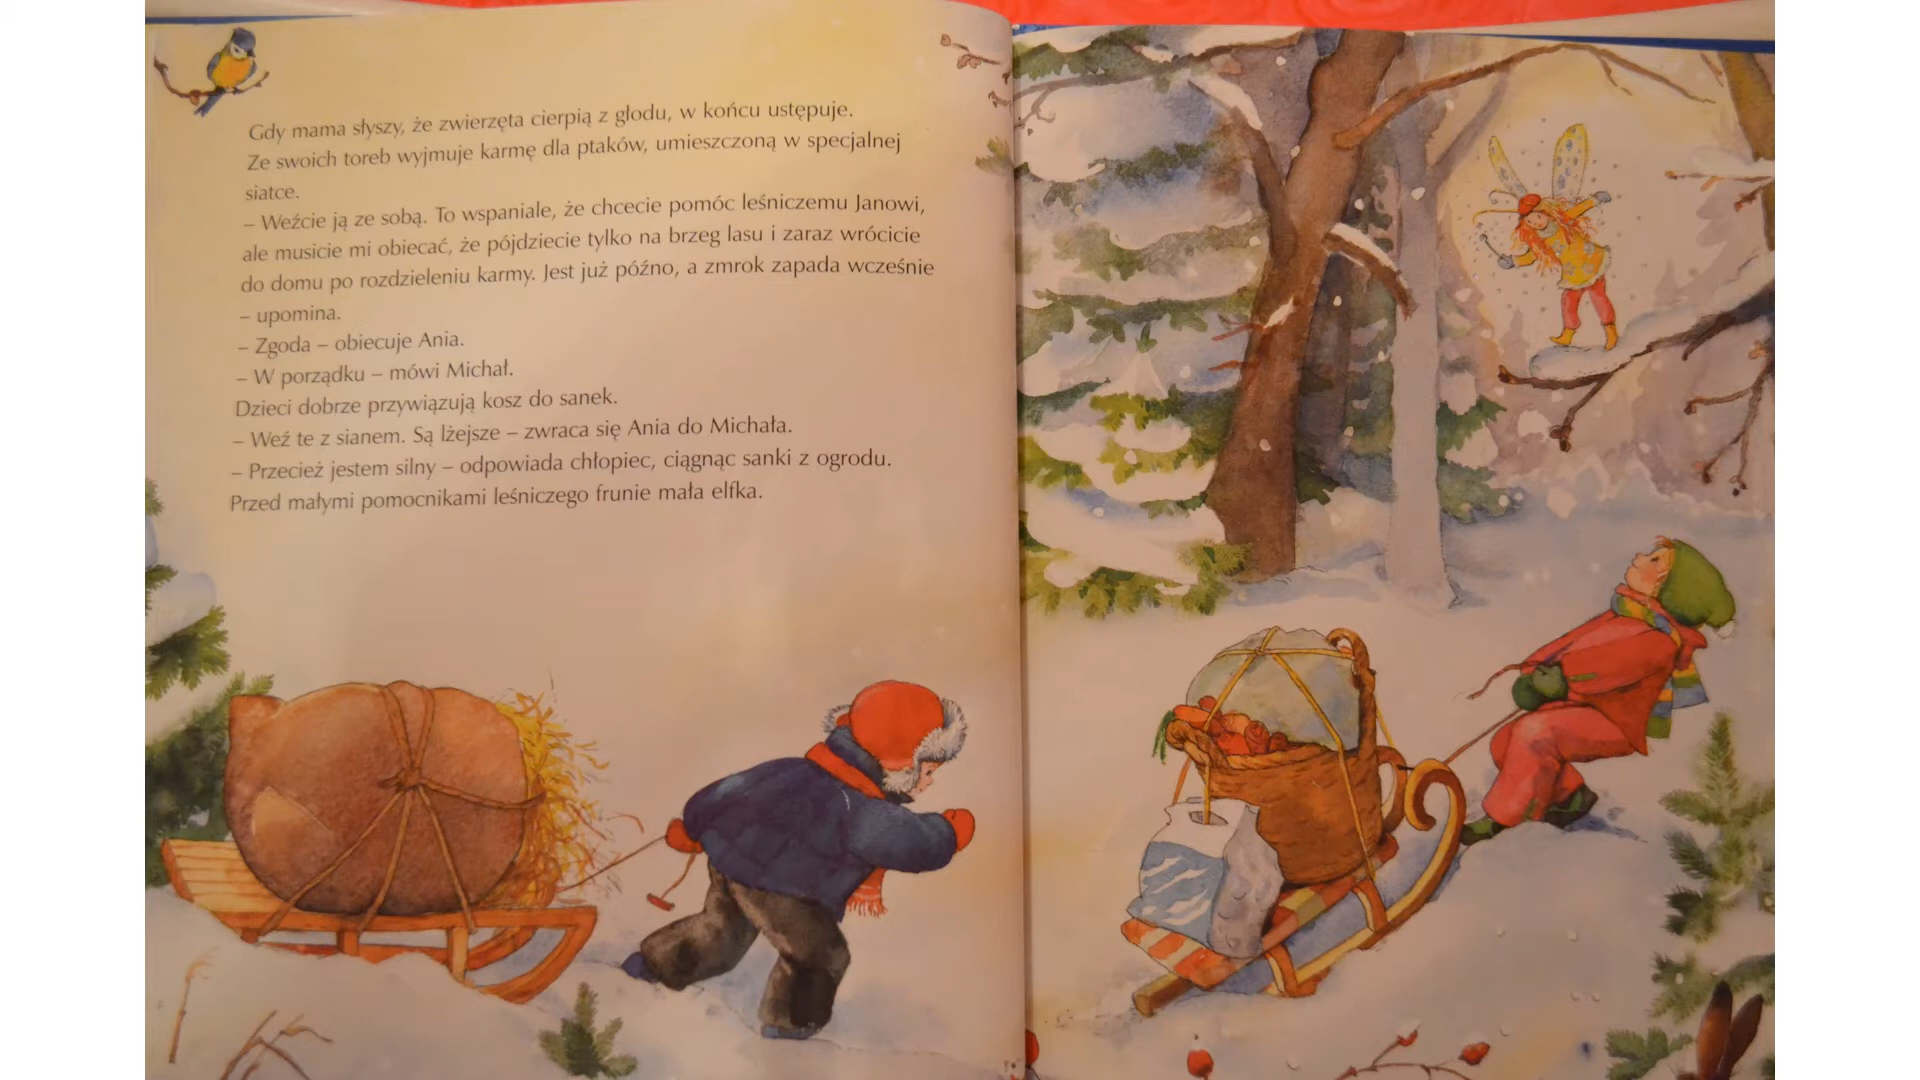 Gdy mama słyszy, że zwierzęta cierpią z głodu, w końcu ustępuje.
Ze swoich toreb wyjmuje karmę dla ptaków, umieszczoną w specjalnej
siatce.
– Weźcie ją ze sobą. To wspaniale, że chcecie pomóc leśniczemu Janowi,
ale musicie mi obiecać, że pójdziecie tylko na brzeg lasu i zaraz wrócicie
do domu po rozdzieleniu karmy. Jest już późno, a zmrok zapada wcześnie
– upomina.
– Zgoda – obiecuje Ania.
– W porządku – mówi Michał.
Dzieci dobrze przywiązują kosz do sanek.
– Weź te z sianem. Są lżejsze – zwraca się Ania do Michała.
– Przecież jestem silny – odpowiada chłopiec, ciągnąc sanki z ogrodu.
Przed małymi pomocnikami leśniczego frunie mała elfka.